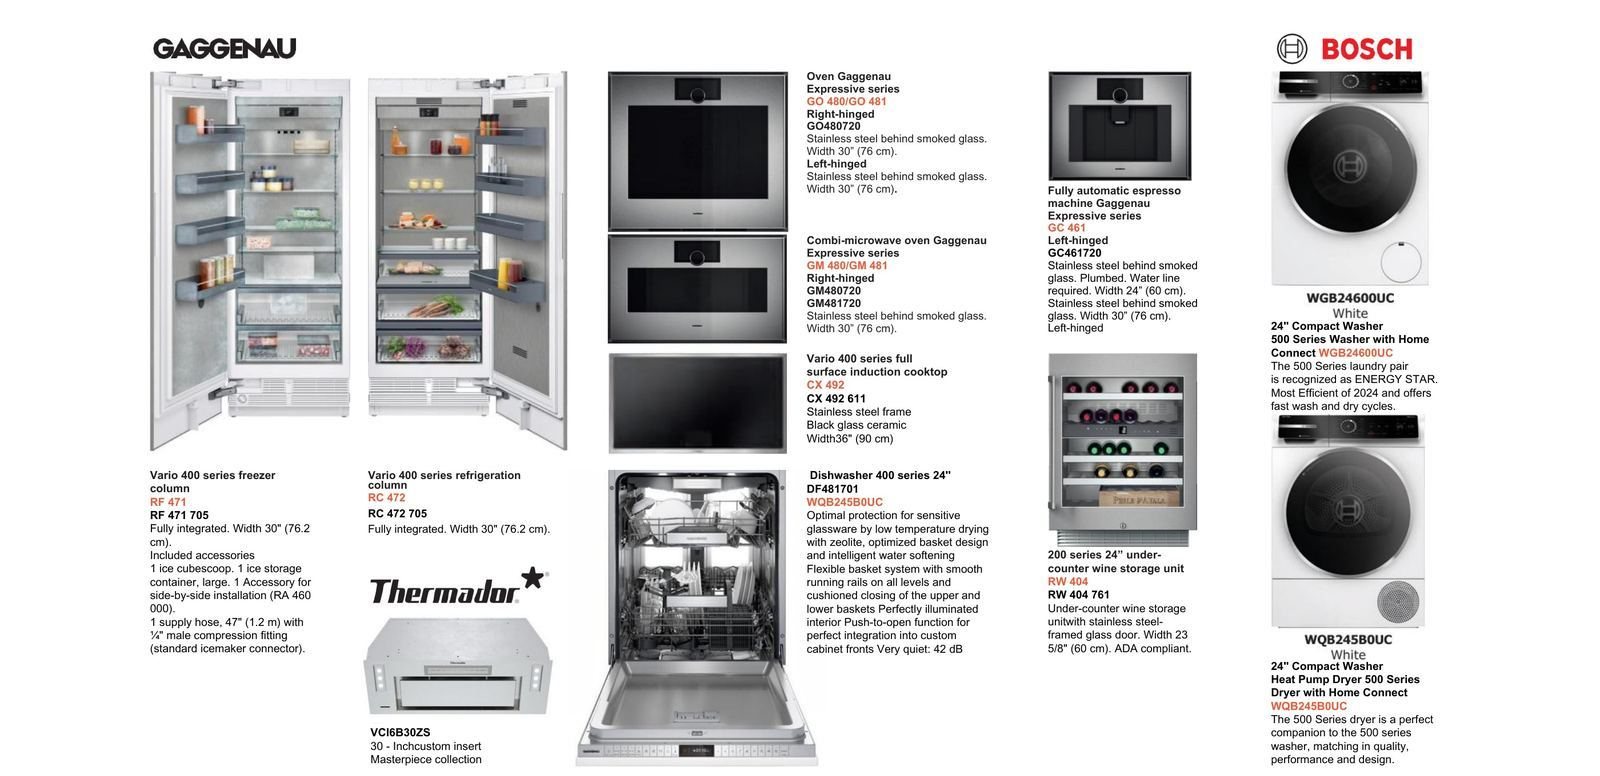 GAGGENAU
Vario 400 series freezer
column
RF 471
RF 471 705
Fully integrated. Width 30" (76.2
cm).
Included accessories
1 ice cubescoop. 1 ice storage
container, large. 1 Accessory for
side-by-side installation (RA 460
000).
1 supply hose, 47" (1.2 m) with
¼" male compression fitting
(standard icemaker connector).
Vario 400 series refrigeration
column
RC 472
RC 472 705
Fully integrated. Width 30" (76.2 cm).
Thermador
VCI6B30ZS
30 - Inchcustom insert
Masterpiece collection
Oven Gaggenau
Expressive series
GO 480/GO 481
Right-hinged
GO480720
Stainless steel behind smoked glass.
Width 30” (76 cm).
Left-hinged
Stainless steel behind smoked glass.
Width 30” (76 cm).
Combi-microwave oven Gaggenau
Expressive series
GM 480/GM 481
Right-hinged
GM480720
GM481720
Stainless steel behind smoked glass.
Width 30” (76 cm).
Vario 400 series full
surface induction cooktop
CX 492
CX 492 611
Stainless steel frame
Black glass ceramic
Width36" (90 cm)
Dishwasher 400 series 24"
DF481701
WQB245B0UC
Optimal protection for sensitive
glassware by low temperature drying
with zeolite, optimized basket design
and intelligent water softening
Flexible basket system with smooth
running rails on all levels and
cushioned closing of the upper and
lower baskets Perfectly illuminated
interior Push-to-open function for
perfect integration into custom
cabinet fronts Very quiet: 42 dB
Fully automatic espresso
machine Gaggenau
Expressive series
GC 461
Left-hinged
GC461720
Stainless steel behind smoked
glass. Plumbed. Water line
required. Width 24” (60 cm).
Stainless steel behind smoked
glass. Width 30” (76 cm).
Left-hinged
200 series 24” under-
counter wine storage unit
RW 404
RW 404 761
Under-counter wine storage
unitwith stainless steel-
framed glass door. Width 23
5/8" (60 cm). ADA compliant.
BOSCH
WGB24600UC
White
24" Compact Washer
500 Series Washer with Home
Connect WGB24600UC
The 500 Series laundry pair
is recognized as ENERGY STAR.
Most Efficient of 2024 and offers
fast wash and dry cycles.
WQB245B0UC
White
24" Compact Washer
Heat Pump Dryer 500 Series
Dryer with Home Connect
WQB245B0UC
The 500 Series dryer is a perfect
companion to the 500 series
washer, matching in quality,
performance and design.